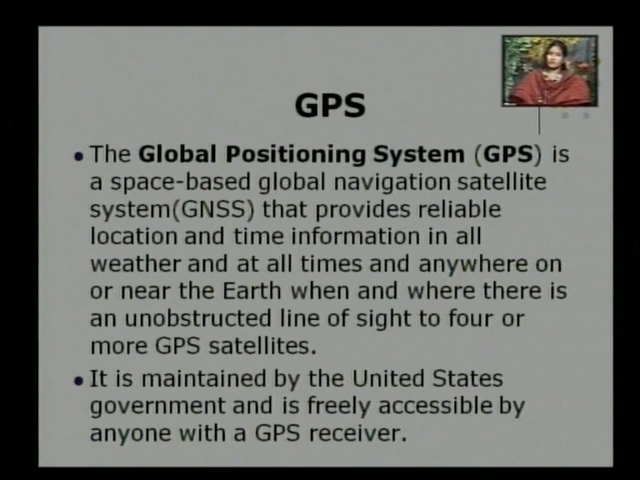 GPS
• The Global Positioning System (GPS) is
a space-based global navigation satellite
system(GNSS) that provides reliable
location and time information in all
weather and at all times and anywhere on
or near the Earth when and where there is
an unobstructed line of sight to four or
more GPS satellites.
• It is maintained by the United States
government and is freely accessible by
anyone with a GPS receiver.